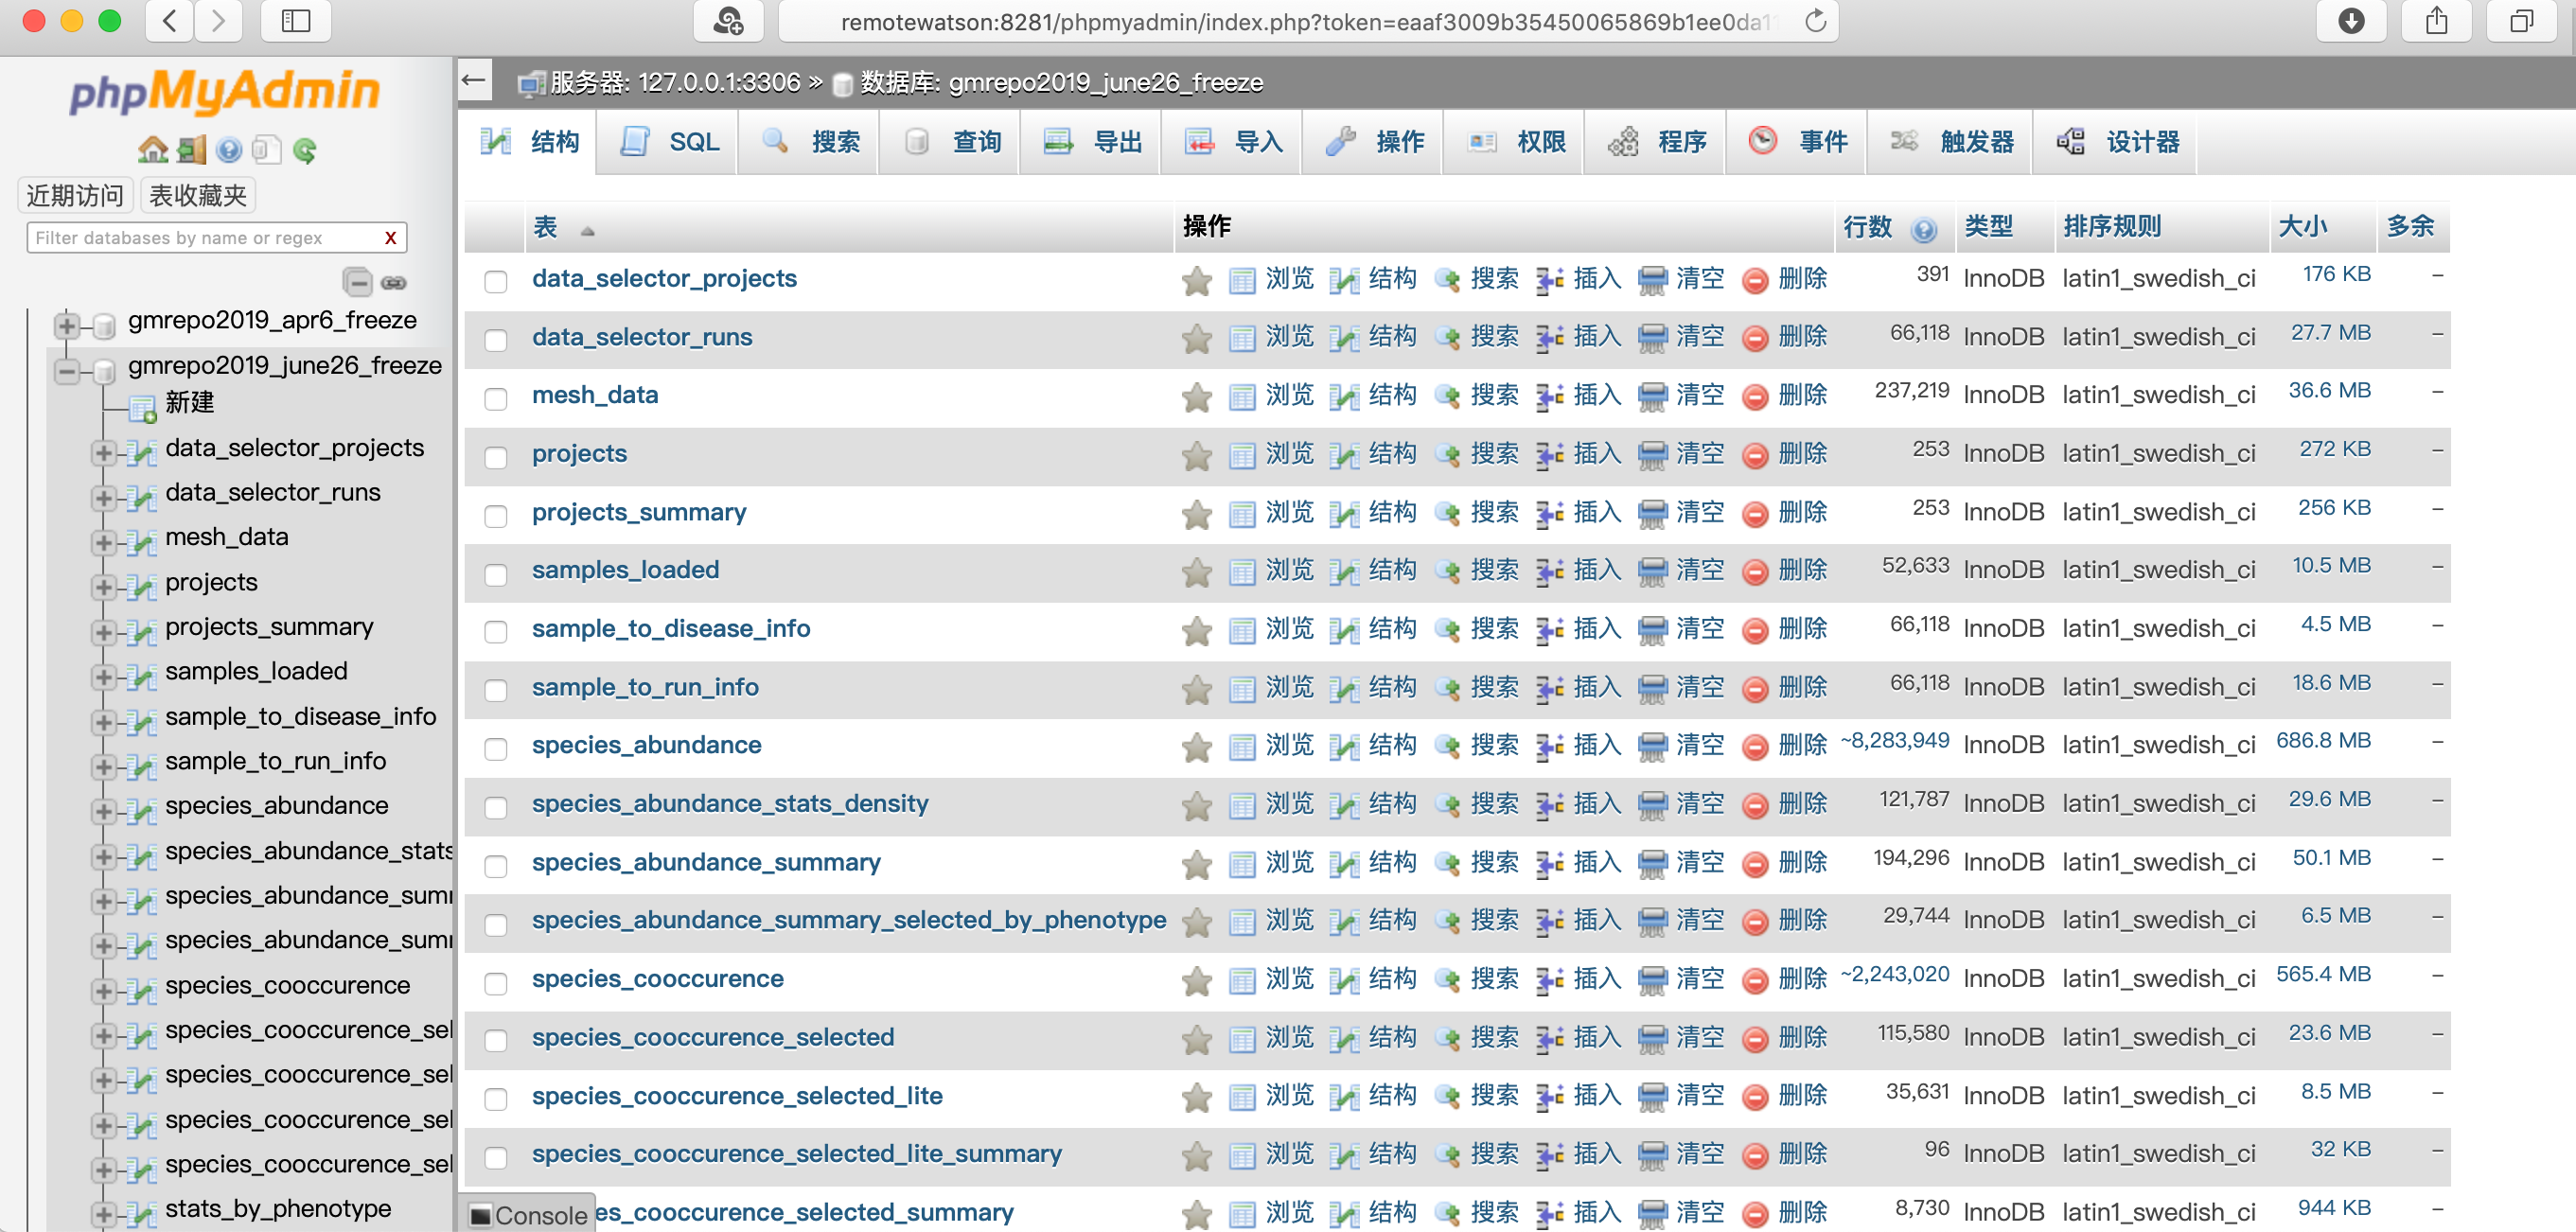 remotewatson:8281/phpmyadmin/index.php?token=eaaf3009b35450065869b1ee0da1
phpMyAdmin
近期访问 表收藏夹
Filter databases by name or regex X
gmrepo2019_apr6_freeze
gmrepo2019_june26_freeze
新建
data_selector_projects
data_selector_runs
mesh_data
projects
projects_summary
samples_loaded
sample_to_disease_info
sample_to_run_info
species_abundance
species_abundance_stats
species_abundance_sum
species_abundance_sum
species_cooccurence
species_cooccurence_sel
species_cooccurence_sel
species_cooccurence_sel
species_cooccurence_sel
stats_by_phenotype
服务器: 127.0.0.1:3306 » 数据库: gmrepo2019_june26_freeze
结构 SQL 搜索 查询 导出 导入 操作 权限 程序 事件 触发器 设计器
表 操作 行数 类型 排序规则 大小 多余
data_selector_projects 浏览 结构 搜索 插入 清空 删除 391 InnoDB latin1_swedish_ci 176 KB –
data_selector_runs 浏览 结构 搜索 插入 清空 删除 66,118 InnoDB latin1_swedish_ci 27.7 MB –
mesh_data 浏览 结构 搜索 插入 清空 删除 237,219 InnoDB latin1_swedish_ci 36.6 MB –
projects 浏览 结构 搜索 插入 清空 删除 253 InnoDB latin1_swedish_ci 272 KB –
projects_summary 浏览 结构 搜索 插入 清空 删除 253 InnoDB latin1_swedish_ci 256 KB –
samples_loaded 浏览 结构 搜索 插入 清空 删除 52,633 InnoDB latin1_swedish_ci 10.5 MB –
sample_to_disease_info 浏览 结构 搜索 插入 清空 删除 66,118 InnoDB latin1_swedish_ci 4.5 MB –
sample_to_run_info 浏览 结构 搜索 插入 清空 删除 66,118 InnoDB latin1_swedish_ci 18.6 MB –
species_abundance 浏览 结构 搜索 插入 清空 删除 ~8,283,949 InnoDB latin1_swedish_ci 686.8 MB –
species_abundance_stats_density 浏览 结构 搜索 插入 清空 删除 121,787 InnoDB latin1_swedish_ci 29.6 MB –
species_abundance_summary 浏览 结构 搜索 插入 清空 删除 194,296 InnoDB latin1_swedish_ci 50.1 MB –
species_abundance_summary_selected_by_phenotype 浏览 结构 搜索 插入 清空 删除 29,744 InnoDB latin1_swedish_ci 6.5 MB –
species_cooccurence 浏览 结构 搜索 插入 清空 删除 ~2,243,020 InnoDB latin1_swedish_ci 565.4 MB –
species_cooccurence_selected 浏览 结构 搜索 插入 清空 删除 115,580 InnoDB latin1_swedish_ci 23.6 MB –
species_cooccurence_selected_lite 浏览 结构 搜索 插入 清空 删除 35,631 InnoDB latin1_swedish_ci 8.5 MB –
species_cooccurence_selected_lite_summary 浏览 结构 搜索 插入 清空 删除 96 InnoDB latin1_swedish_ci 32 KB –
Console es_cooccurence_selected_summary 浏览 结构 搜索 插入 清空 删除 8,730 InnoDB latin1_swedish_ci 944 KB –